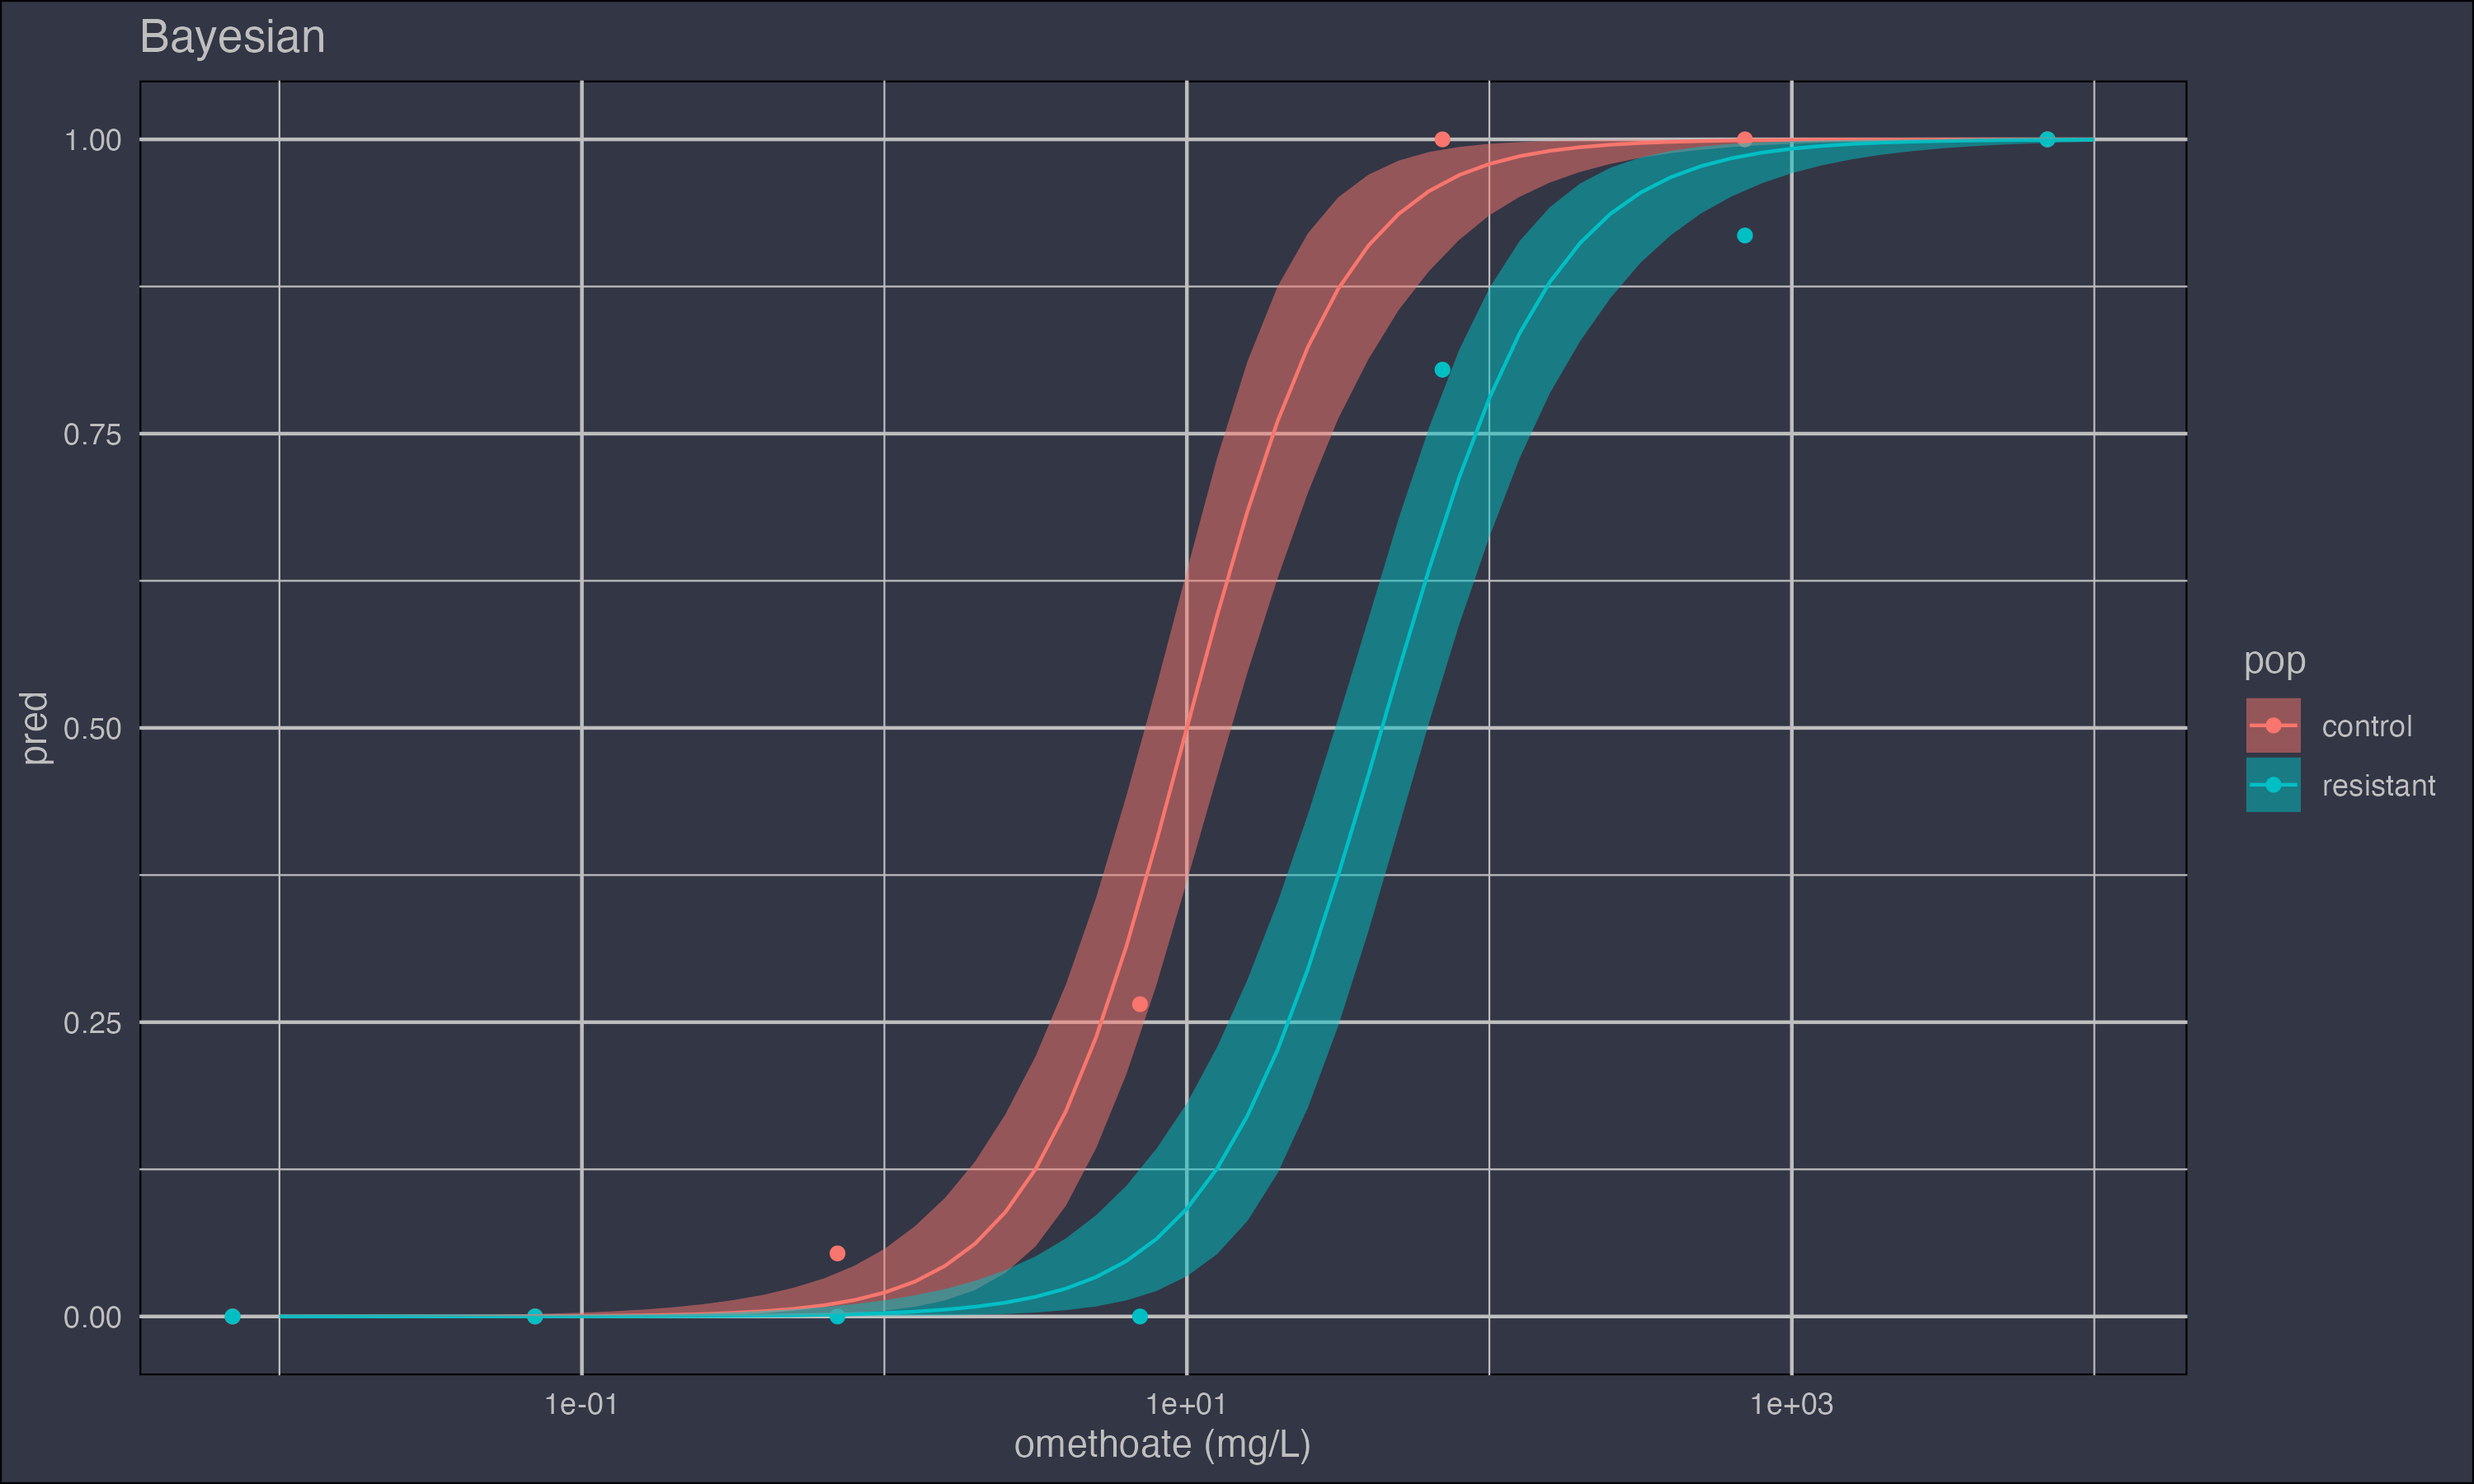 Bayesian
1.00
0.75
0.50
0.25
0.00
pred
1e-01
1e+01
1e+03
omethoate (mg/L)
pop
control
resistant